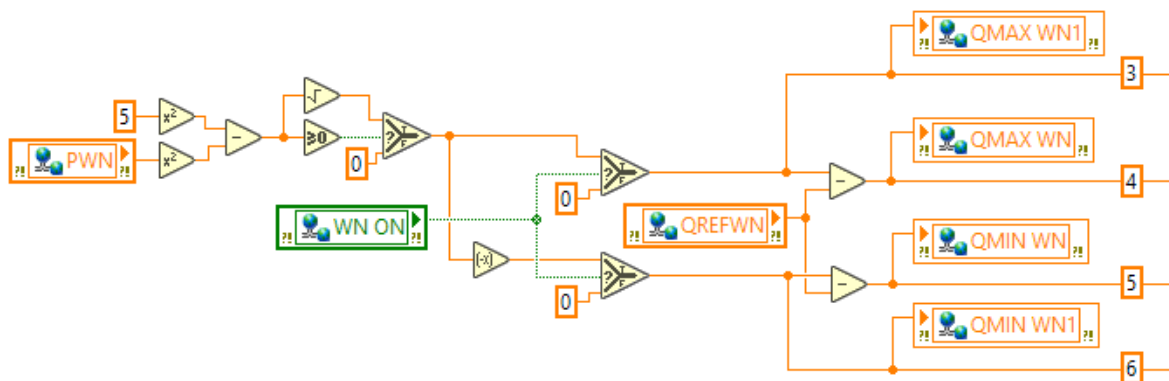 QMAX WN1
3
5
x²
√
-
≥0
?
T
F
PWN
x²
0
QMAX WN
4
?
T
F
0
-
WN ON
QREFWN
QMIN WN
5
(-x)
?
T
F
0
-
QMIN WN1
6